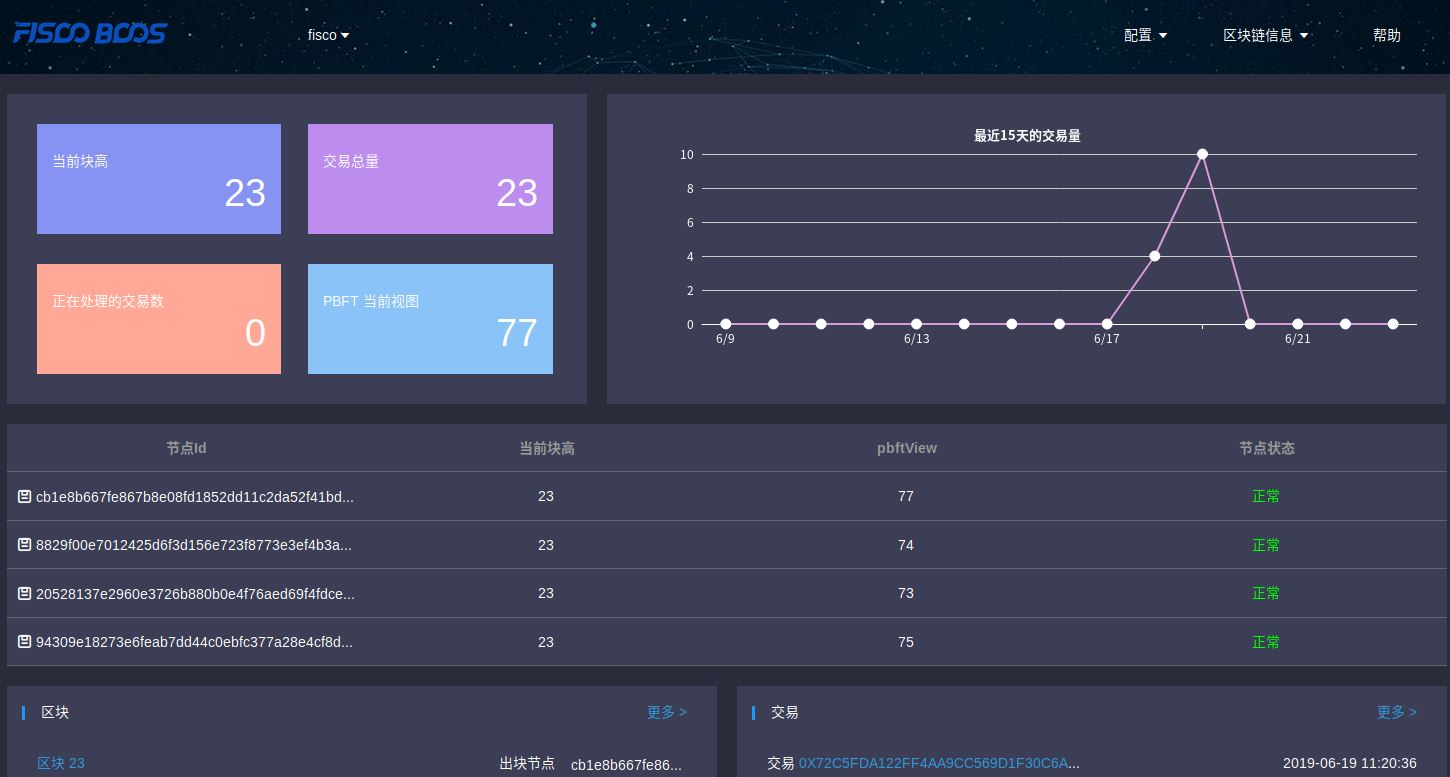 FISCO BCOS
fisco
配置
区块链信息
帮助
当前块高
23
交易总量
23
正在处理的交易数
0
PBFT 当前视图
77
最近15天的交易量
10
8
6
4
2
0
6/9 6/13 6/17 6/21
节点Id 当前块高 pbftView 节点状态
cb1e8b667fe867b8e08fd1852dd11c2da52f41bd... 23 77 正常
8829f00e7012425d6f3d156e723f8773e3ef4b3a... 23 74 正常
20528137e2960e3726b880b0e4f76aed69f4fdce... 23 73 正常
94309e18273e6feab7dd44c0ebfc377a28e4cf8d... 23 75 正常
区块 更多 >
区块 23 出块节点 cb1e8b667fe86...
交易 更多 >
交易 0X72C5FDA122FF4AA9CC569D1F30C6A... 2019-06-19 11:20:36